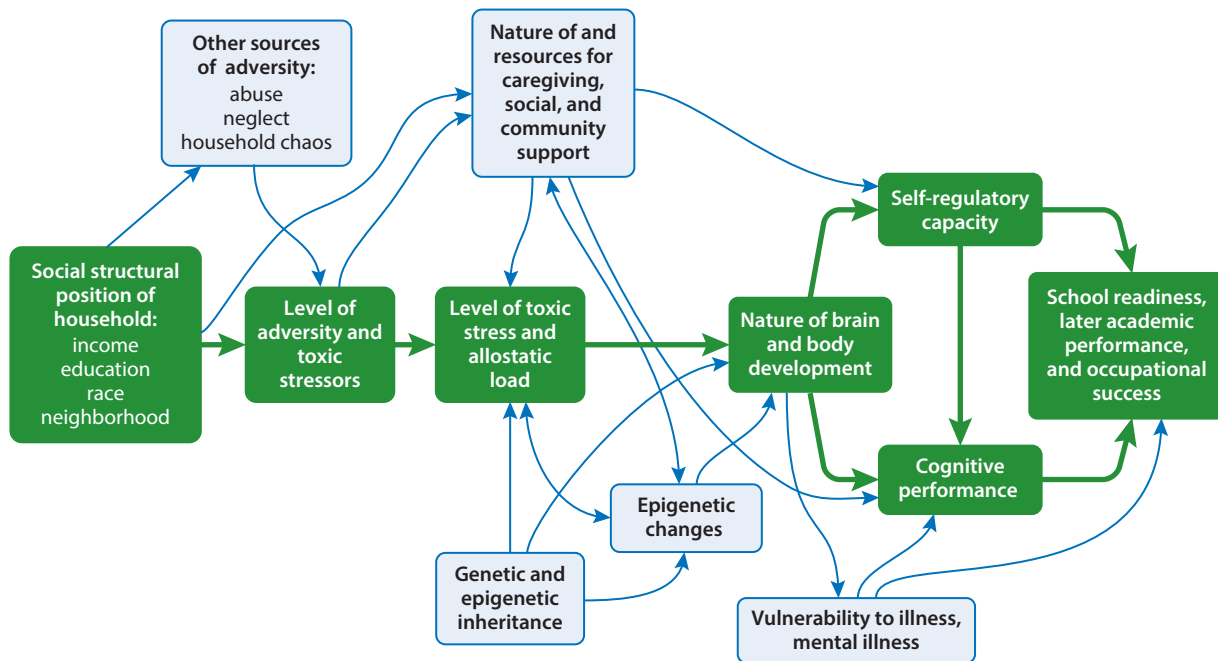 Other sources
of adversity:
abuse
neglect
household chaos
Nature of and
resources for
caregiving,
social, and
community
support
Social structural
position of
household:
income
education
race
neighborhood
Level of
adversity and
toxic
stressors
Level of toxic
stress and
allostatic
load
Nature of brain
and body
development
Self-regulatory
capacity
Cognitive
performance
School readiness,
later academic
performance,
and occupational
success
Epigenetic
changes
Genetic and
epigenetic
inheritance
Vulnerability to illness,
mental illness